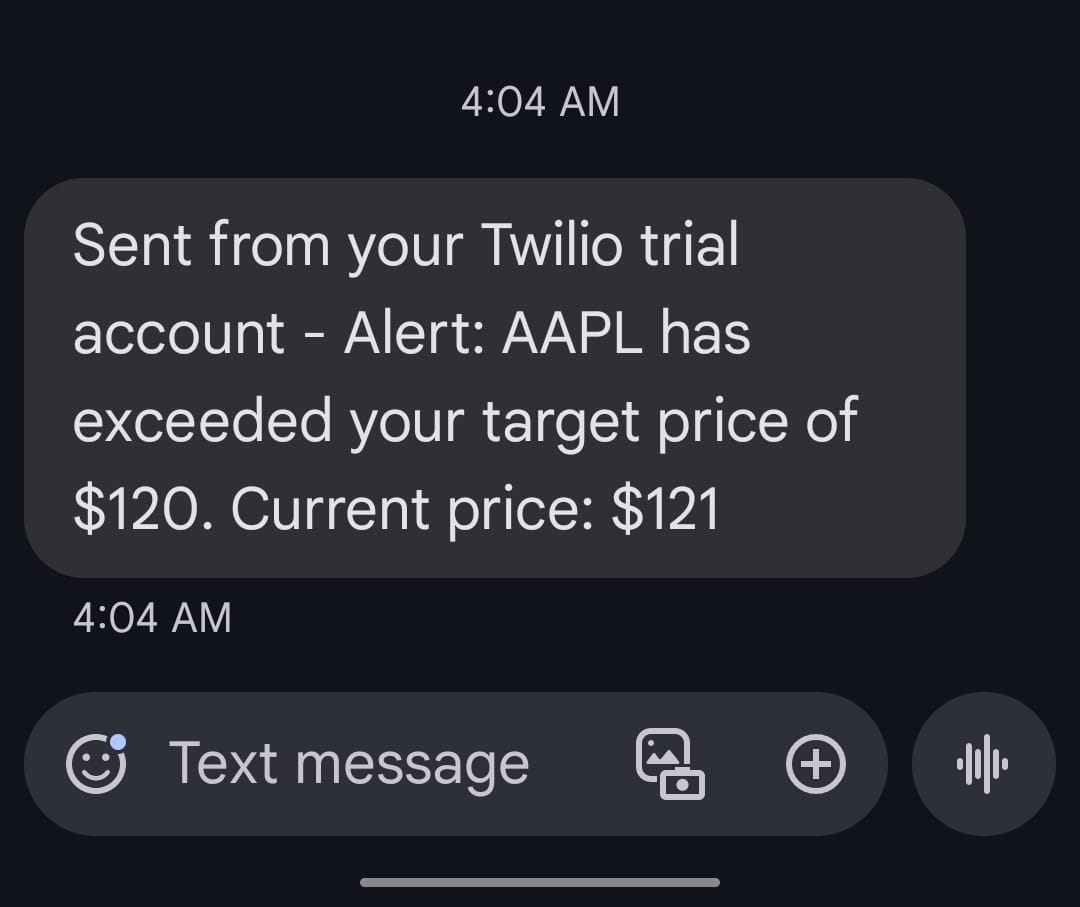 4:04 AM
Sent from your Twilio trial
account - Alert: AAPL has
exceeded your target price of
$120. Current price: $121
4:04 AM
Text message